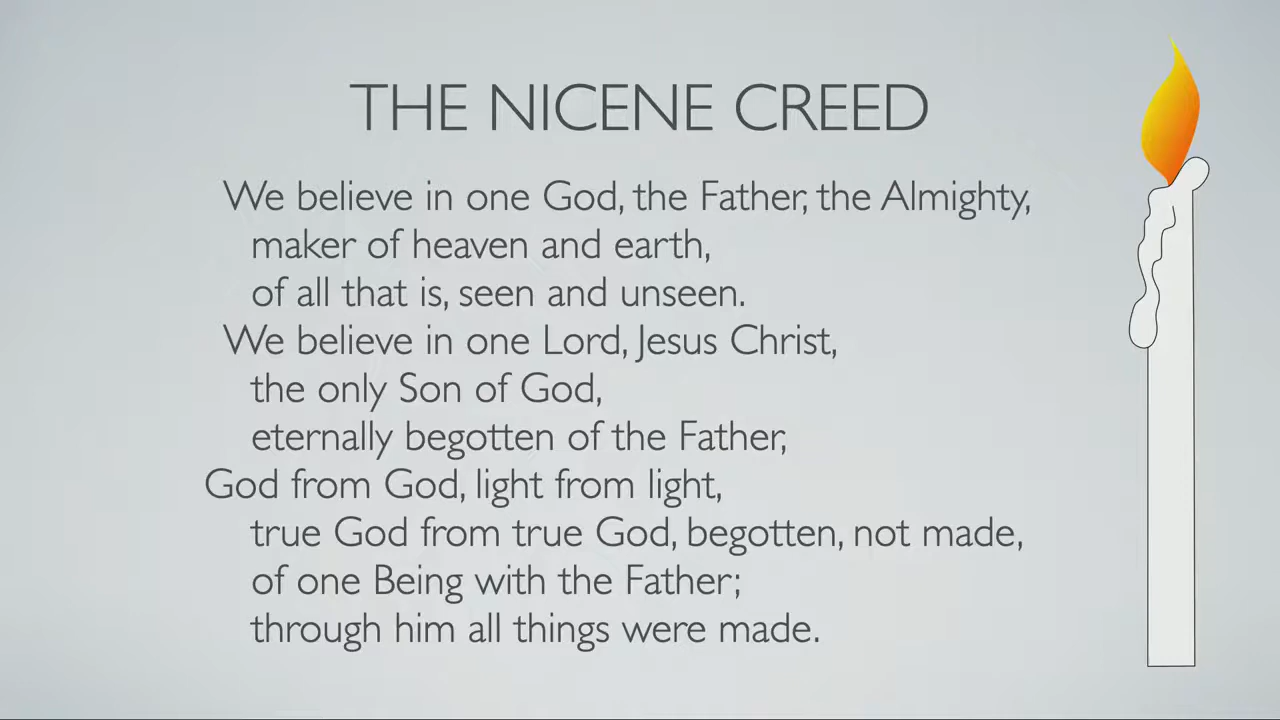 THE NICENE CREED
We believe in one God, the Father, the Almighty,
maker of heaven and earth,
of all that is, seen and unseen.
We believe in one Lord, Jesus Christ,
the only Son of God,
eternally begotten of the Father,
God from God, light from light,
true God from true God, begotten, not made,
of one Being with the Father;
through him all things were made.